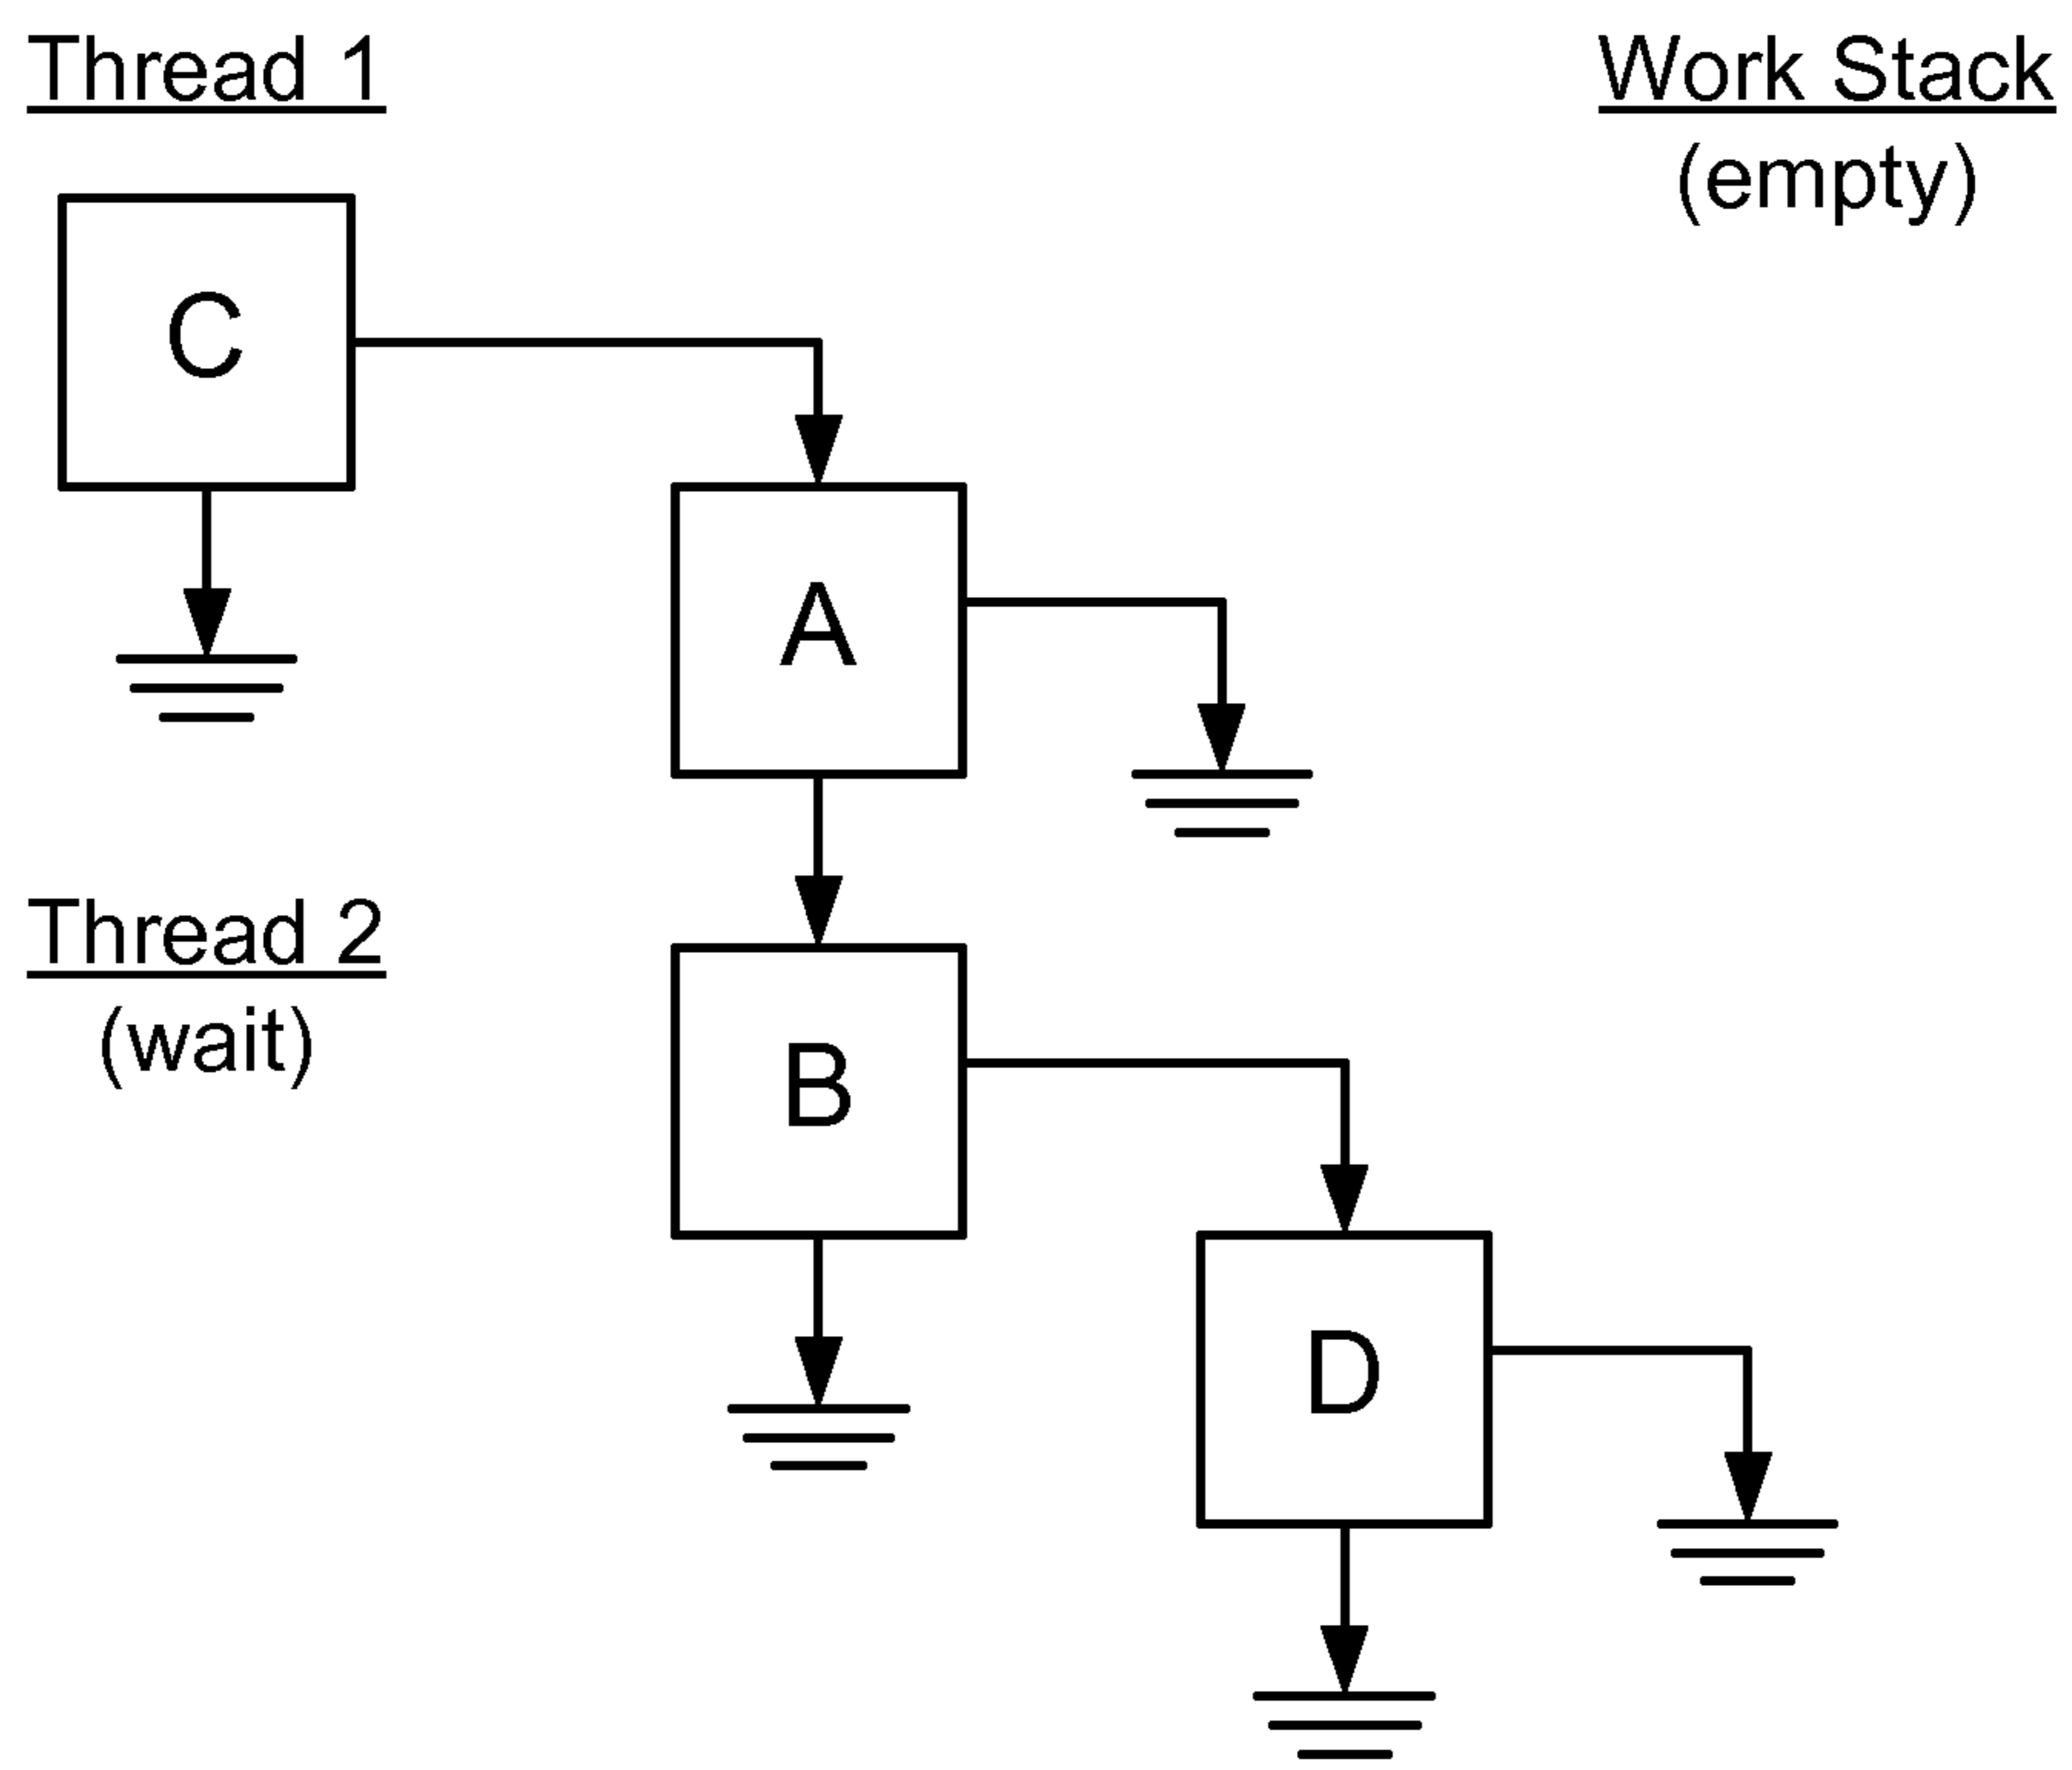 Thread 1
Work Stack
(empty)
C
A
Thread 2
(wait)
B
D